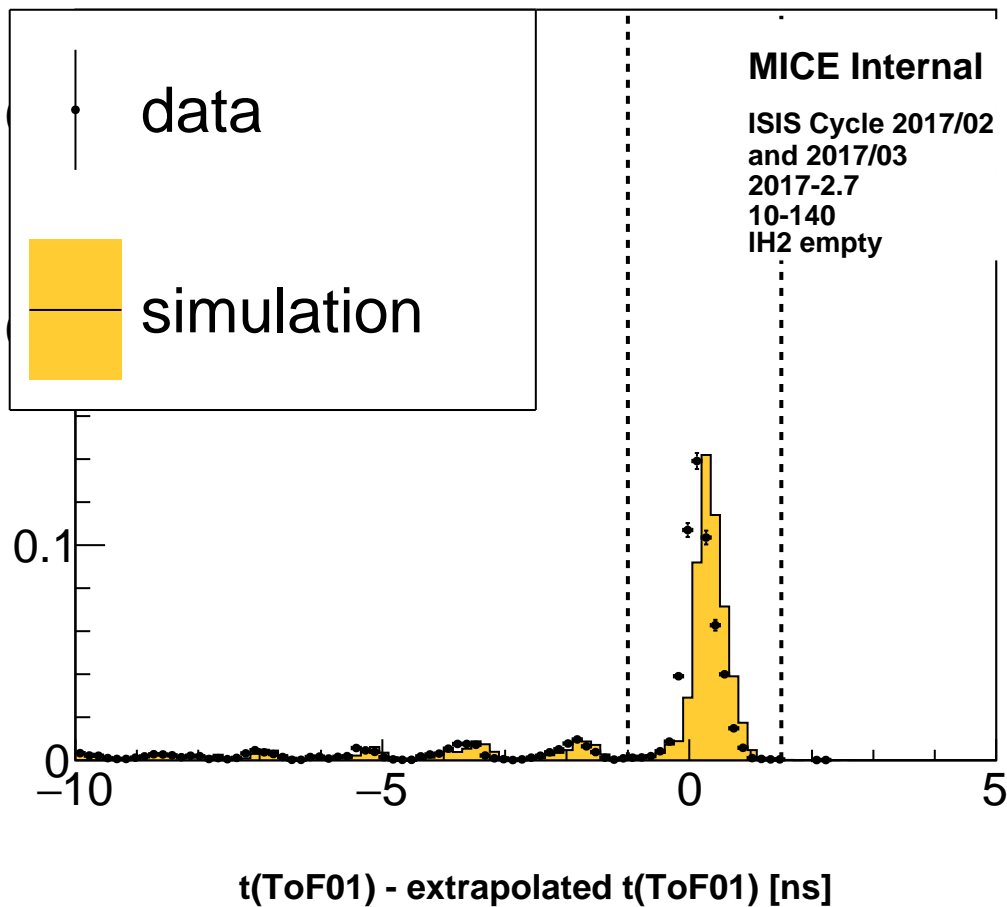 data
simulation
MICE Internal
ISIS Cycle 2017/02
and 2017/03
2017-2.7
10-140
lH2 empty
0.1
0
−10
−5
0
5
t(ToF01) - extrapolated t(ToF01) [ns]